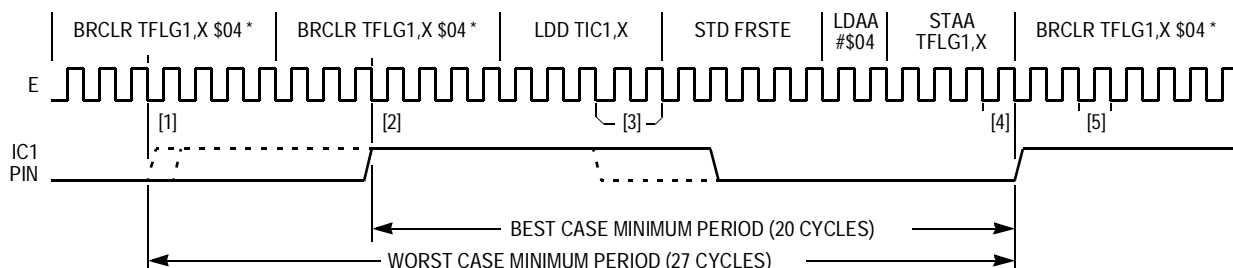 BRCLR TFLG1,X $04 * BRCLR TFLG1,X $04 * LDD TIC1,X STD FRSTE LDAA #$04 STAA TFLG1,X BRCLR TFLG1,X $04 *
E
[1] [2] [3] [4] [5]
IC1
PIN
BEST CASE MINIMUM PERIOD (20 CYCLES)
WORST CASE MINIMUM PERIOD (27 CYCLES)